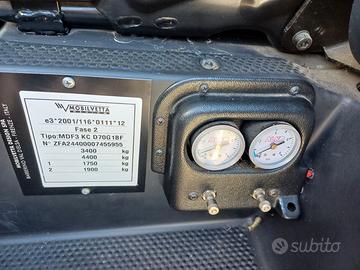 MOBILVETTA
e3*2001/116*0111*12
Fase 2
Tipo: MDF3 KC D70G1BF
N° ZFA24400007455955
3400 kg
4400 kg
1 1750 kg
2 1900 kg
subito